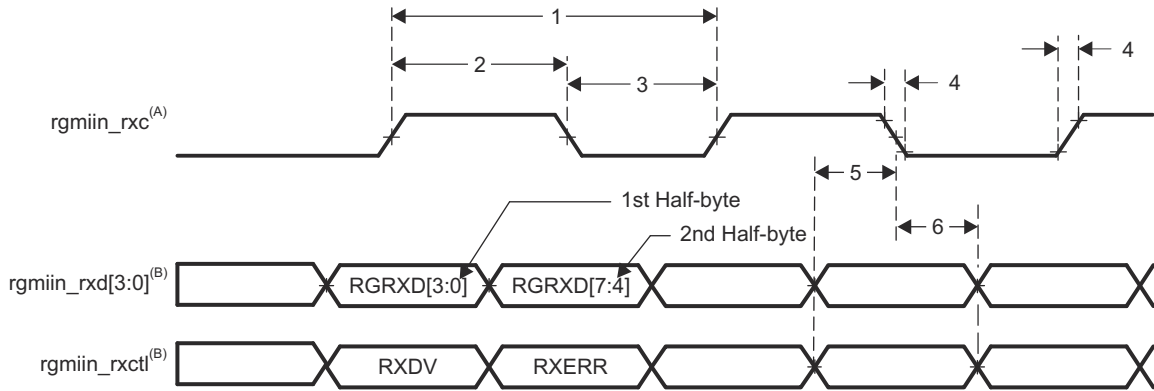 1
2
3
4
4
rgmiin_rxc(A)
5
1st Half-byte
6
2nd Half-byte
rgmiin_rxd[3:0](B)
RGRXD[3:0]
RGRXD[7:4]
rgmiin_rxctl(B)
RXDV
RXERR